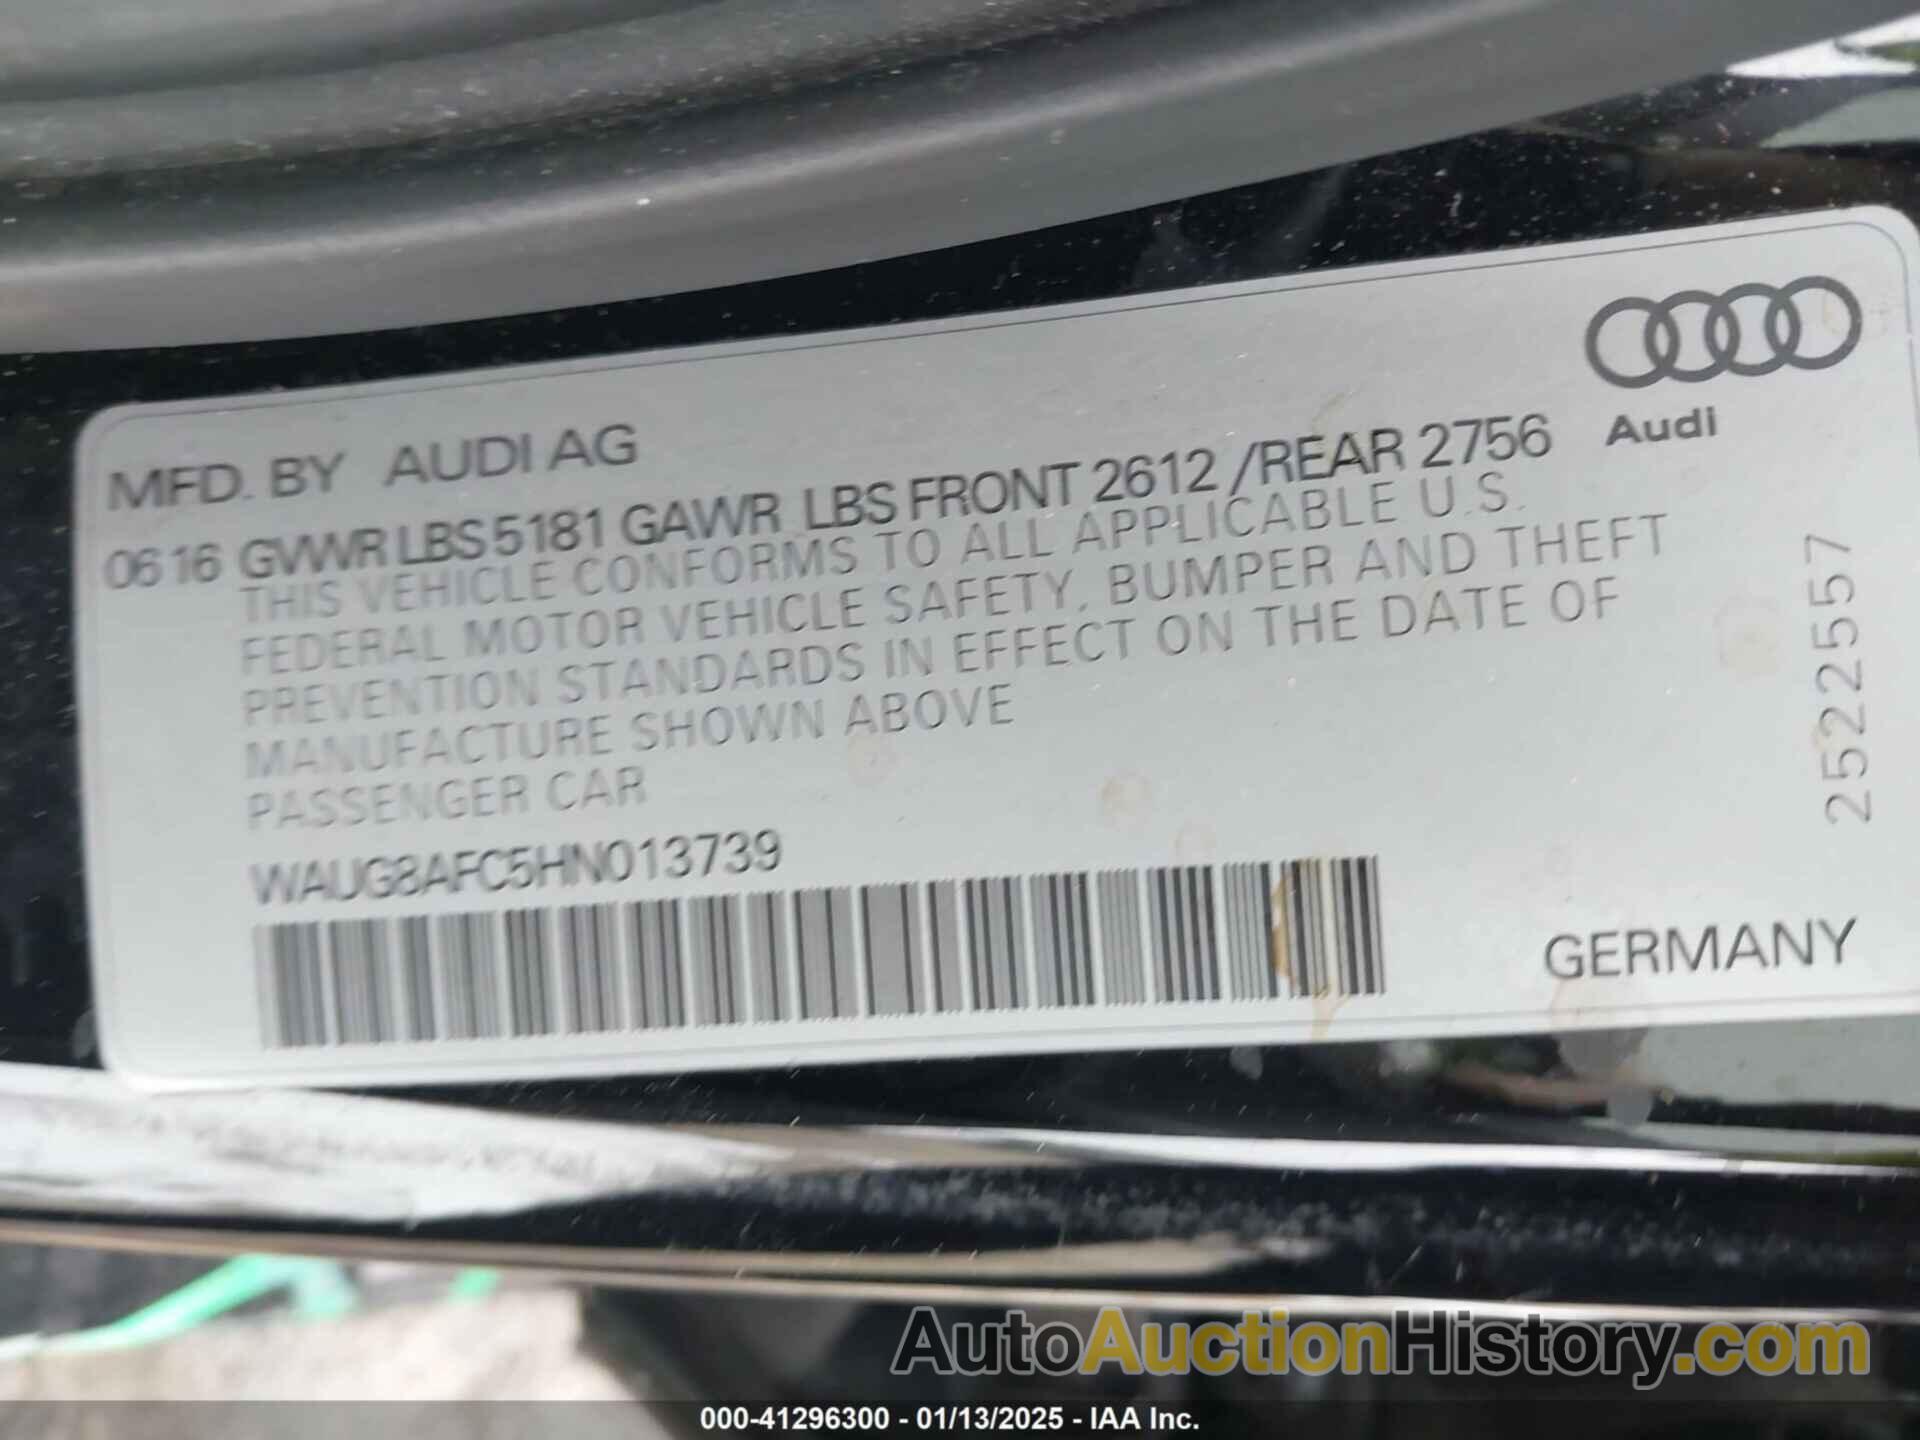 Audi
MFD. BY AUDI AG
0616 GVWR LBS 5181 GAWR LBS FRONT 2612 /REAR 2756
THIS VEHICLE CONFORMS TO ALL APPLICABLE U.S.
FEDERAL MOTOR VEHICLE SAFETY, BUMPER AND THEFT
PREVENTION STANDARDS IN EFFECT ON THE DATE OF
MANUFACTURE SHOWN ABOVE
PASSENGER CAR
WAUG8AFC5HN013739
2522557
GERMANY
AutoAuctionHistory.com
000-41296300 - 01/13/2025 - IAA Inc.